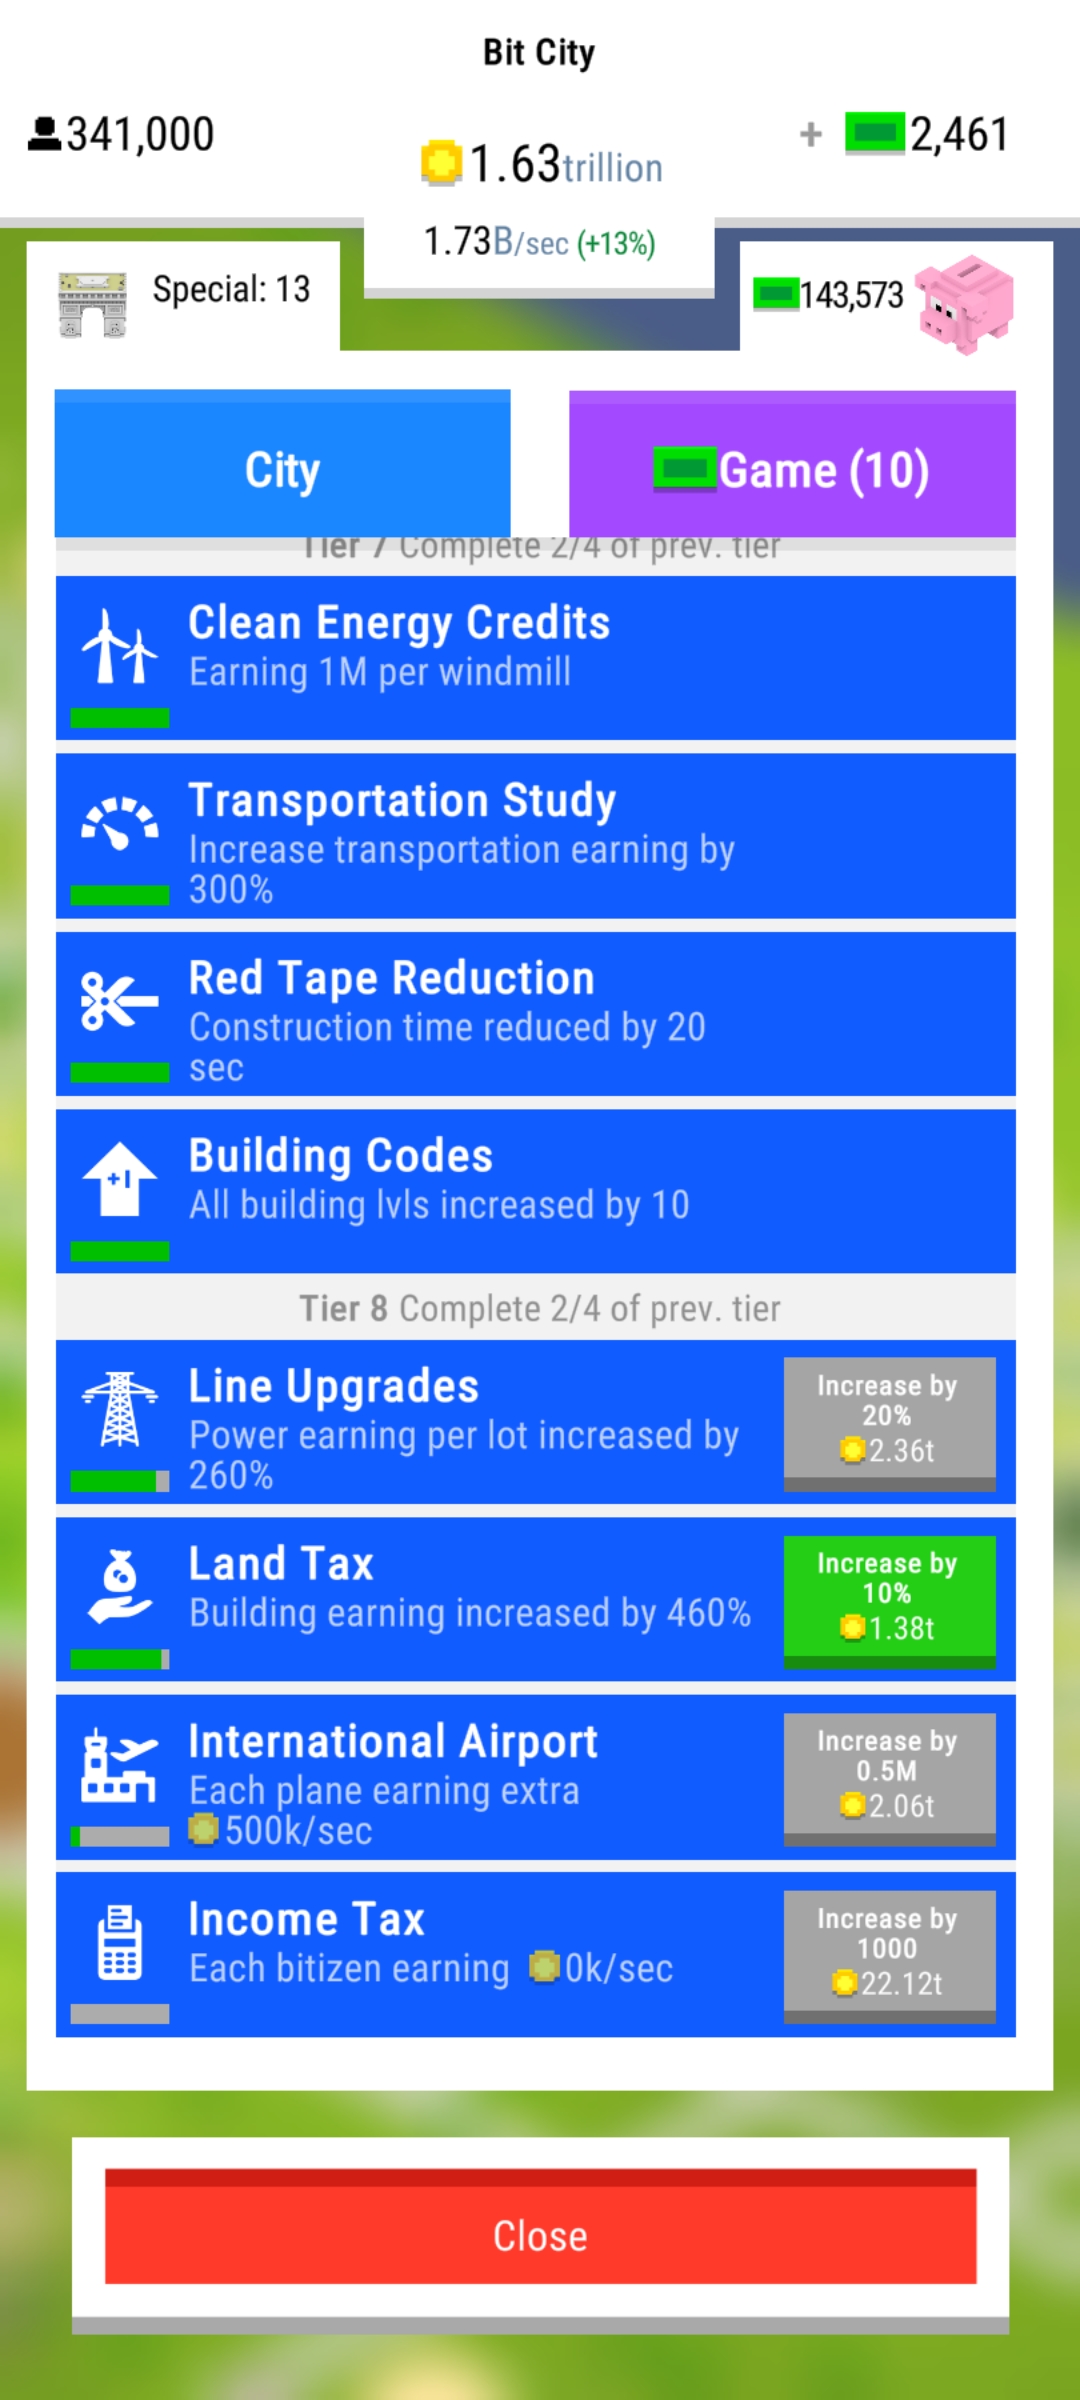 Bit City
341,000
1.63trillion
+ 2,461
1.73B/sec (+13%)
Special: 13
143,573
City
Game (10)
Tier 7 Complete 2/4 of prev. tier
Clean Energy Credits
Earning 1M per windmill
Transportation Study
Increase transportation earning by
300%
Red Tape Reduction
Construction time reduced by 20
sec
+1
Building Codes
All building lvls increased by 10
Tier 8 Complete 2/4 of prev. tier
Line Upgrades
Power earning per lot increased by
260%
Increase by
20%
2.36t
Land Tax
Building earning increased by 460%
Increase by
10%
1.38t
International Airport
Each plane earning extra
500k/sec
Increase by
0.5M
2.06t
Income Tax
Each bitizen earning 0k/sec
Increase by
1000
22.12t
Close